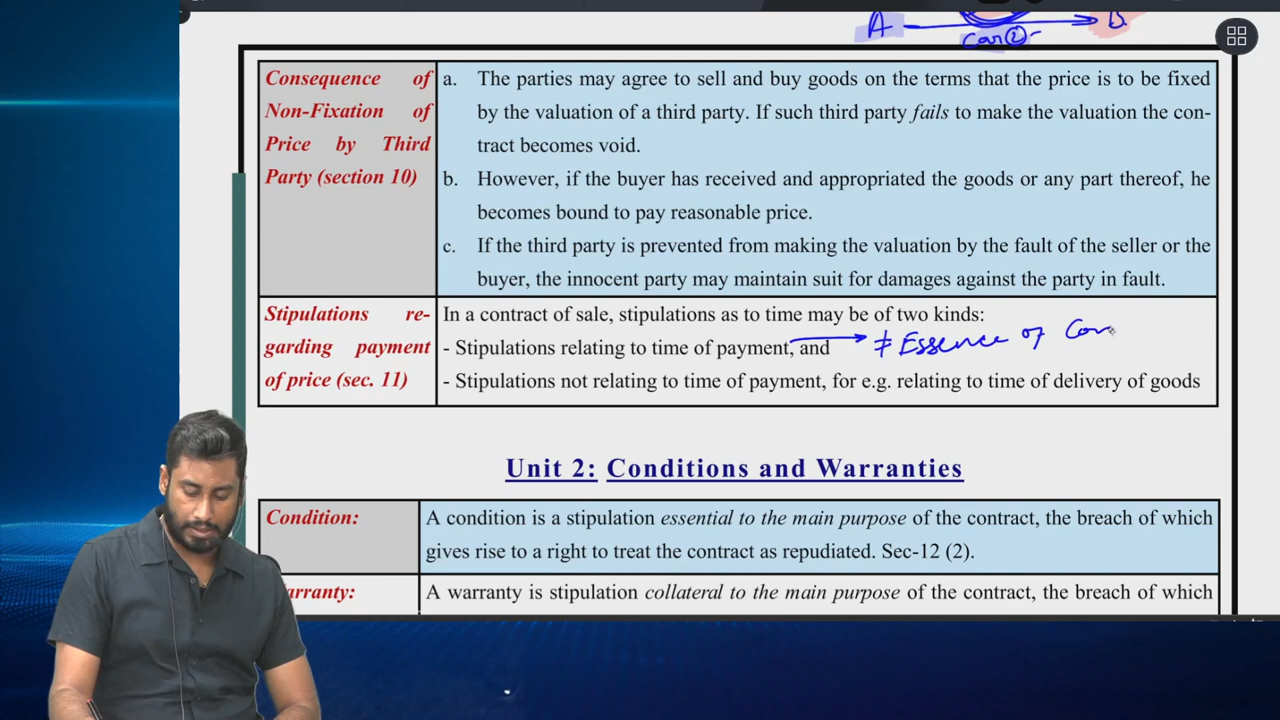 A B.
Car②-
Consequence of Non-Fixation of Price by Third Party (section 10)
a. The parties may agree to sell and buy goods on the terms that the price is to be fixed
by the valuation of a third party. If such third party fails to make the valuation the con-
tract becomes void.
b. However, if the buyer has received and appropriated the goods or any part thereof, he
becomes bound to pay reasonable price.
c. If the third party is prevented from making the valuation by the fault of the seller or the
buyer, the innocent party may maintain suit for damages against the party in fault.
Stipulations re-
garding payment
of price (sec. 11)
In a contract of sale, stipulations as to time may be of two kinds:
- Stipulations relating to time of payment, and ≠ Essence of Con
- Stipulations not relating to time of payment, for e.g. relating to time of delivery of goods
Unit 2: Conditions and Warranties
Condition:
A condition is a stipulation essential to the main purpose of the contract, the breach of which
gives rise to a right to treat the contract as repudiated. Sec-12 (2).
arranty:
A warranty is stipulation collateral to the main purpose of the contract, the breach of which